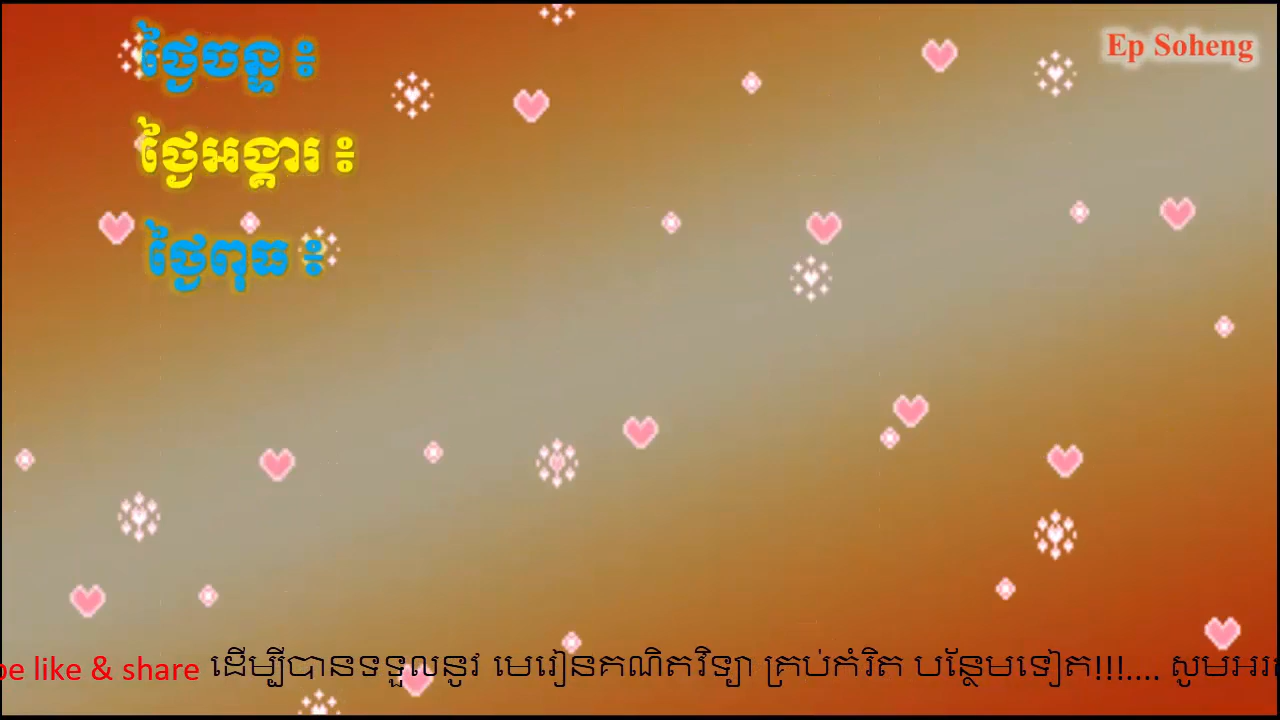 Ep Soheng
ថ្ងៃចន្ទ ៖
ថ្ងៃអង្គារ ៖
ថ្ងៃពុធ ៖
like & share ដើម្បីបានទទួលនូវ មេរៀនគណិតវិទ្យា គ្រប់កំរិត បន្ថែមទៀត!!!.... សូម